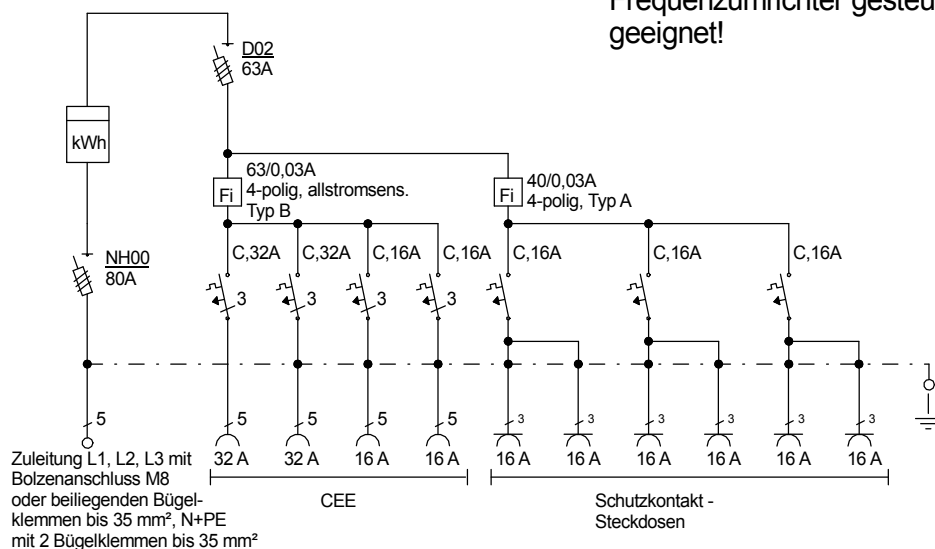 Frequenzumrichter
geeignet!
D02
63A
kWh
63/0,03A
4-polig, allstromsens.
Typ B
Fi
40/0,03A
4-polig, Typ A
Fi
NH00
80A
C,32A
C,32A
C,16A
C,16A
C,16A
C,16A
C,16A
3
3
3
3
5
5
5
5
5
3
3
3
3
3
3
32 A
32 A
16 A
16 A
16 A
16 A
16 A
16 A
16 A
16 A
Zuleitung L1, L2, L3 mit
Bolzenanschluss M8
oder beiliegenden Bügel-
klemmen bis 35 mm², N+PE
mit 2 Bügelklemmen bis 35 mm²
CEE
Schutzkontakt -
Steckdosen